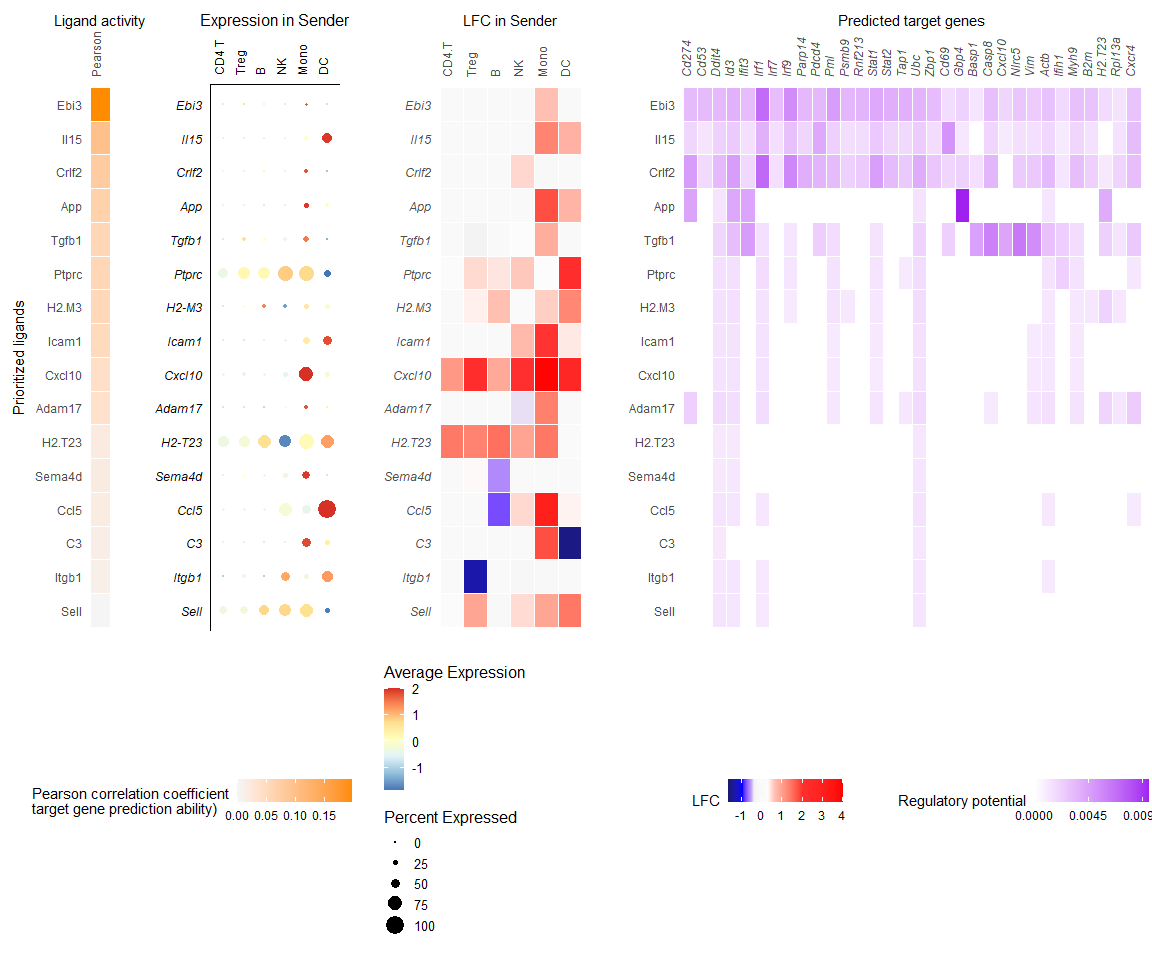 Ligand activity
Expression in Sender
LFC in Sender
Predicted target genes
Pearson
CD4 T
Treg
B
NK
Mono
DC
CD4.T
Treg
B
NK
Mono
DC
Cd274
Cd53
Ddit4
Id3
Ifit3
Irf1
Irf7
Irf9
Parp14
Pdcd4
Pml
Psmb9
Rnf213
Stat1
Stat2
Tap1
Ubc
Zbp1
Cd69
Gbp4
Basp1
Casp8
Cxcl10
Nlrc5
Vim
Actb
Ifih1
Myh9
B2m
H2.T23
Rpl13a
Cxcr4
Prioritized ligands
Ebi3
Il15
Crlf2
App
Tgfb1
Ptprc
H2.M3
Icam1
Cxcl10
Adam17
H2.T23
Sema4d
Ccl5
C3
Itgb1
Sell
Ebi3
Il15
Crlf2
App
Tgfb1
Ptprc
H2-M3
Icam1
Cxcl10
Adam17
H2-T23
Sema4d
Ccl5
C3
Itgb1
Sell
Ebi3
Il15
Crlf2
App
Tgfb1
Ptprc
H2.M3
Icam1
Cxcl10
Adam17
H2.T23
Sema4d
Ccl5
C3
Itgb1
Sell
Ebi3
Il15
Crlf2
App
Tgfb1
Ptprc
H2.M3
Icam1
Cxcl10
Adam17
H2.T23
Sema4d
Ccl5
C3
Itgb1
Sell
Average Expression
2
1
0
-1
Pearson correlation coefficient
target gene prediction ability)
0.00 0.05 0.10 0.15
Percent Expressed
0
25
50
75
100
LFC
-1 0 1 2 3 4
Regulatory potential
0.0000 0.0045 0.009